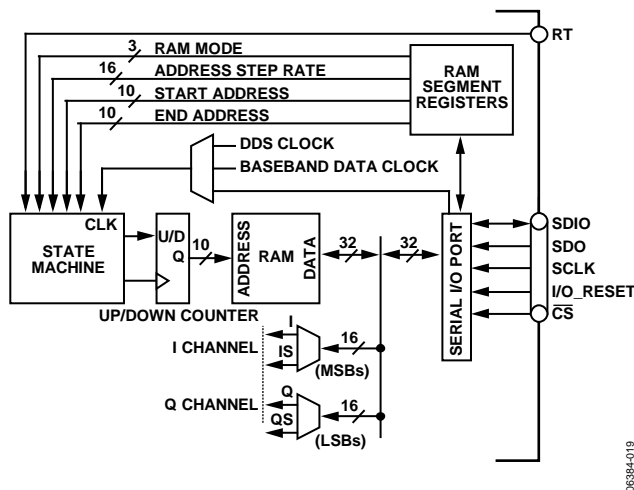 RT
3 RAM MODE
16 ADDRESS STEP RATE
10 START ADDRESS
10 END ADDRESS
RAM
SEGMENT
REGISTERS
DDS CLOCK
BASEBAND DATA CLOCK
CLK
STATE
MACHINE
U/D
Q
10
ADDRESS
RAM
DATA
32
32
SERIAL I/O PORT
SDIO
SDO
SCLK
I/O_RESET
CS
UP/DOWN COUNTER
I CHANNEL
I
IS
16
(MSBs)
Q CHANNEL
Q
QS
16
(LSBs)
06384-019